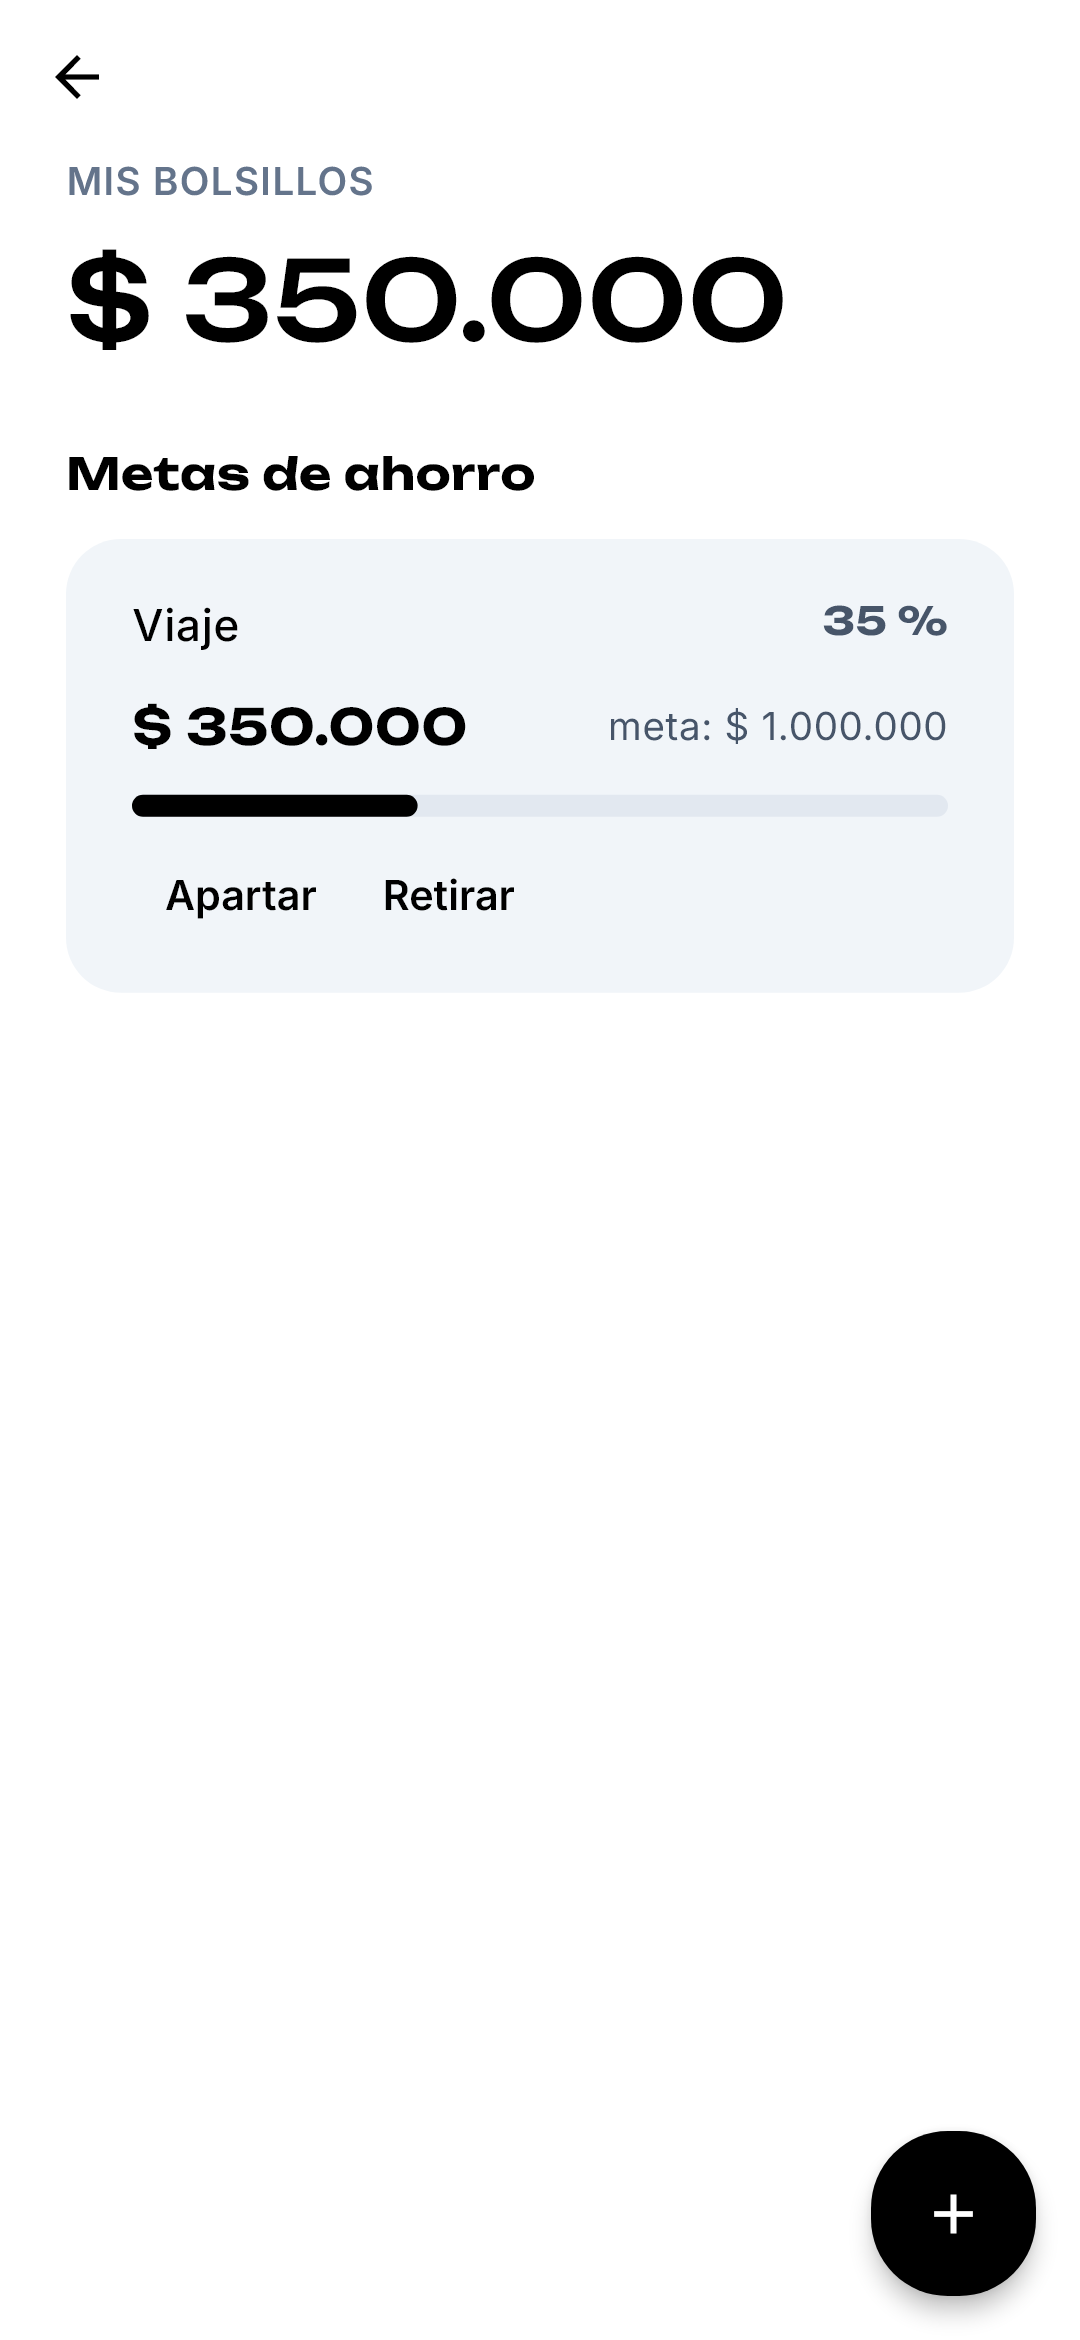 MIS BOLSILLOS
$ 350.000
Metas de ahorro
Viaje 35 %
$ 350.000 meta: $ 1.000.000
Apartar Retirar